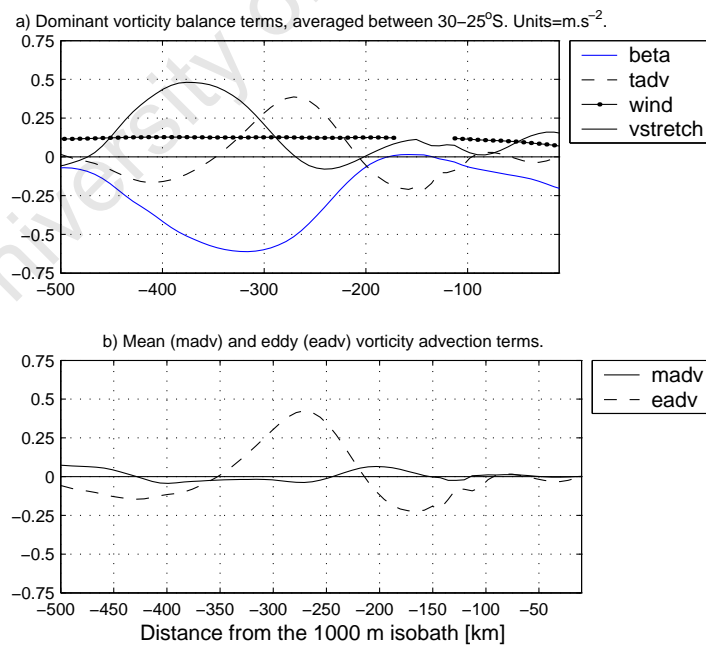 a) Dominant vorticity balance terms, averaged between 30−25°S. Units=m.s⁻².
0.75
0.5
0.25
0
−0.25
−0.5
−0.75
−500 −400 −300 −200 −100
beta
tadv
wind
vstretch
niversity o
b) Mean (madv) and eddy (eadv) vorticity advection terms.
0.75
0.5
0.25
0
−0.25
−0.5
−0.75
−500 −450 −400 −350 −300 −250 −200 −150 −100 −50
madv
eadv
Distance from the 1000 m isobath [km]